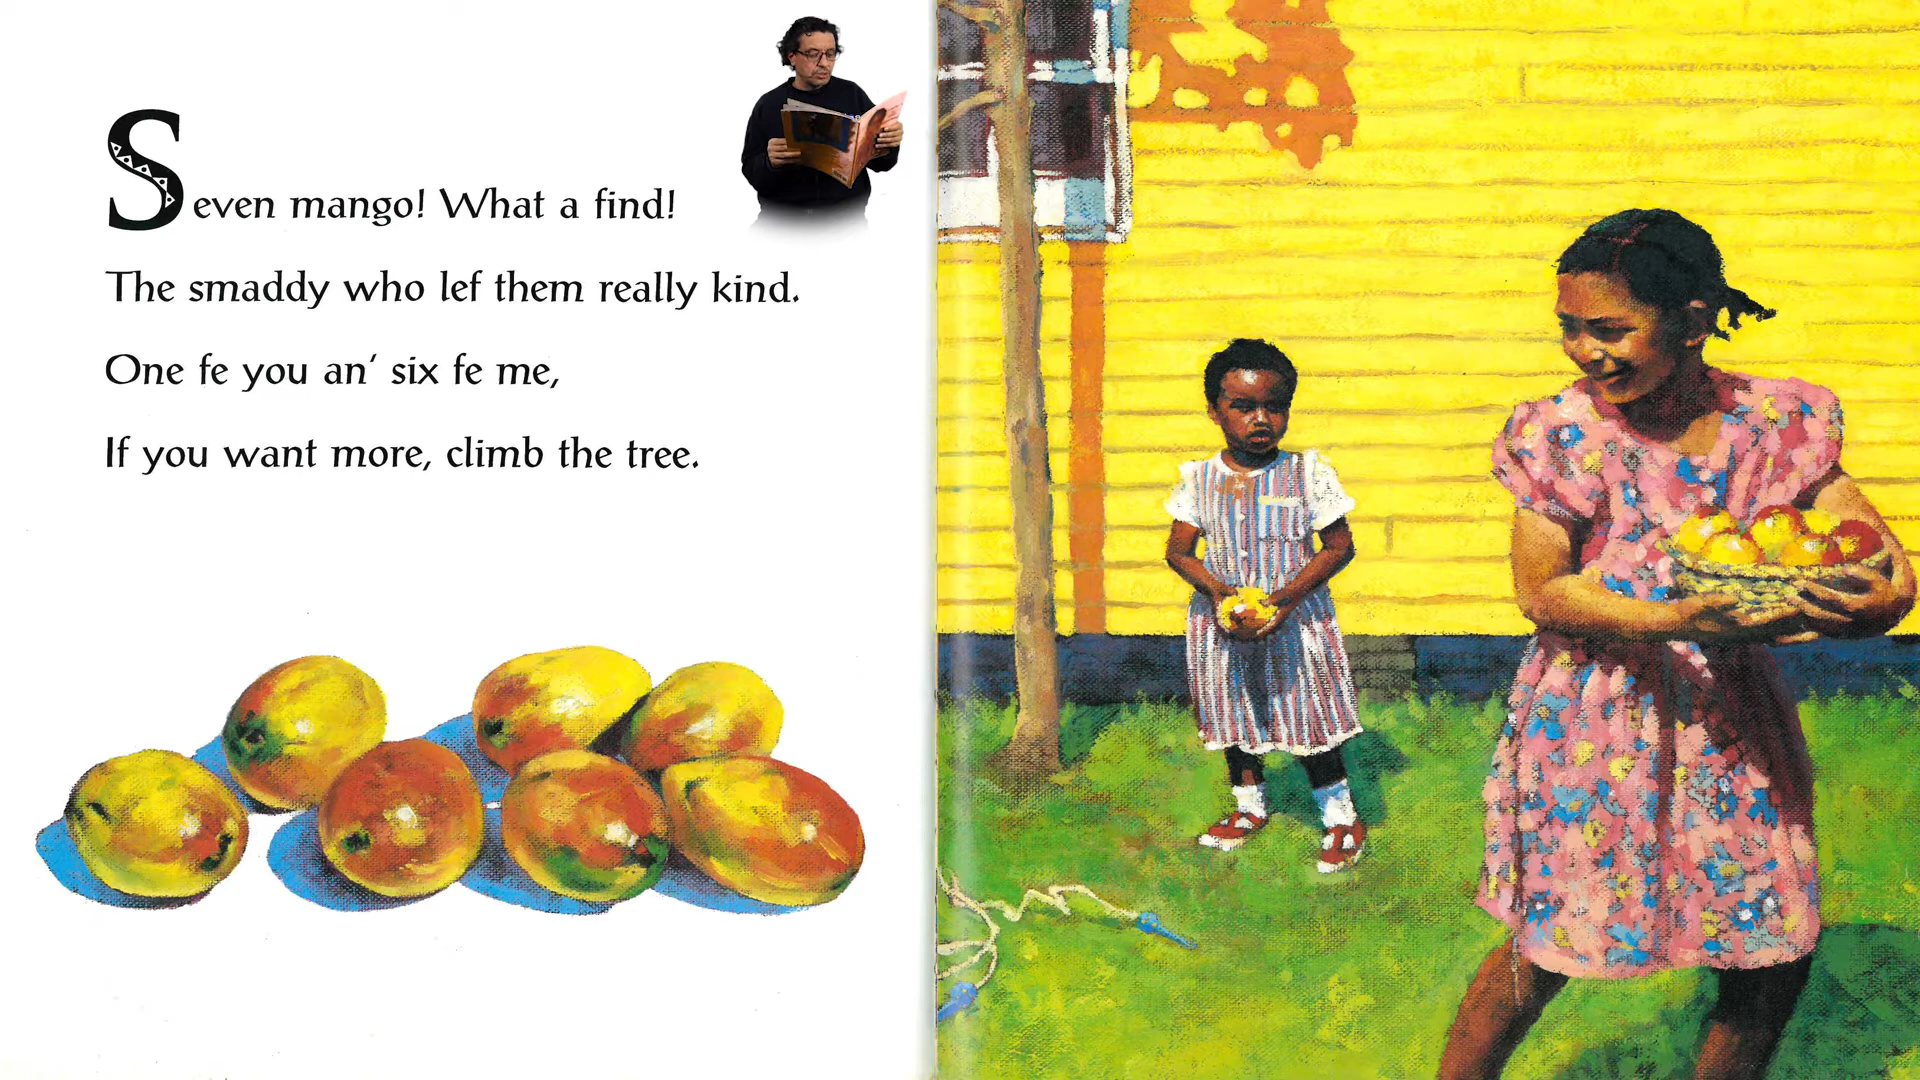 Seven mango! What a find!
The smaddy who lef them really kind.
One fe you an' six fe me,
If you want more, climb the tree.